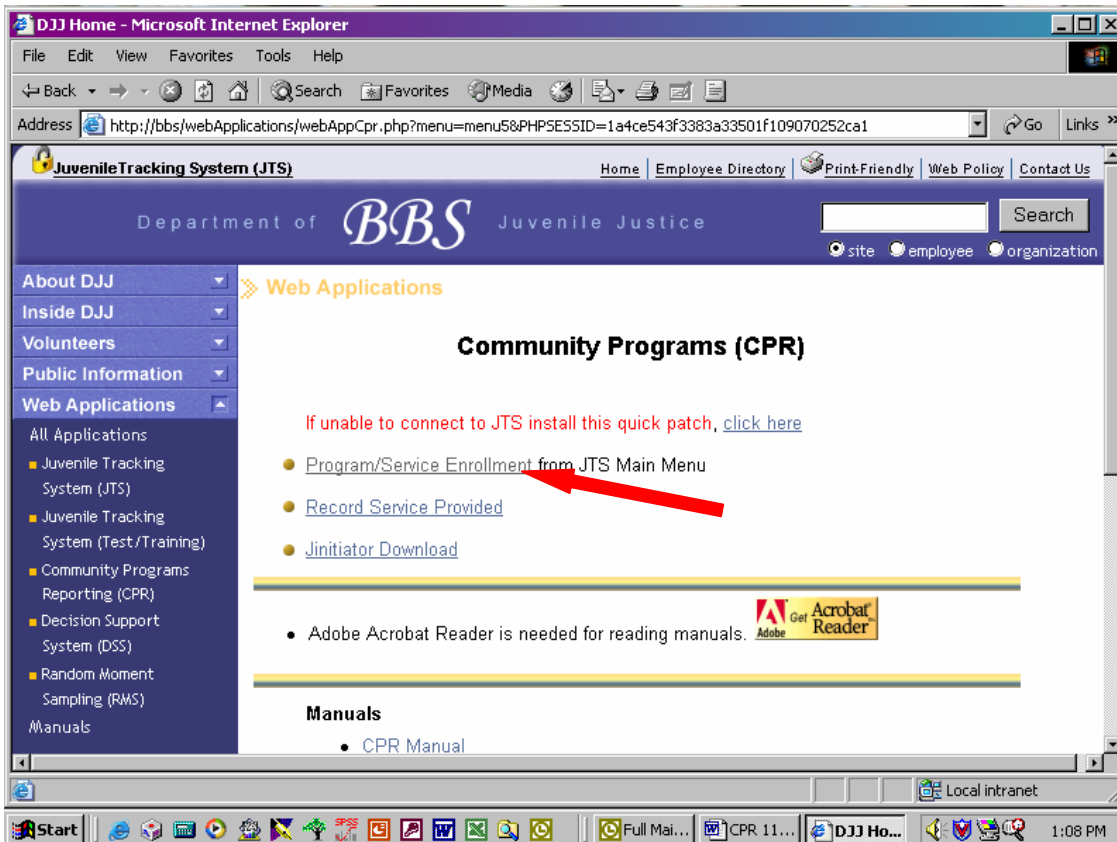 DJJ Home - Microsoft Internet Explorer
File Edit View Favorites Tools Help
Back Search Favorites Media
Address http://bbs/webApplications/webAppCpr.php?menu=menu5&PHPSESSID=1a4ce543f3383a33501f109070252ca1 Go Links »
JuvenileTracking System (JTS) Home Employee Directory Print-Friendly Web Policy Contact Us
Department of BBS Juvenile Justice
Search
site employee organization
About DJJ
Inside DJJ
Volunteers
Public Information
Web Applications
All Applications
Juvenile Tracking
System (JTS)
Juvenile Tracking
System (Test/Training)
Community Programs
Reporting (CPR)
Decision Support
System (DSS)
Random Moment
Sampling (RMS)
Manuals
Web Applications
Community Programs (CPR)
If unable to connect to JTS install this quick patch, click here
Program/Service Enrollment from JTS Main Menu
Record Service Provided
Jinitiator Download
Adobe Acrobat Reader is needed for reading manuals. Adobe Get Acrobat Reader
Manuals
CPR Manual
Local intranet
Start SPSS Full Mai... CPR 11... DJJ Ho... 1:08 PM